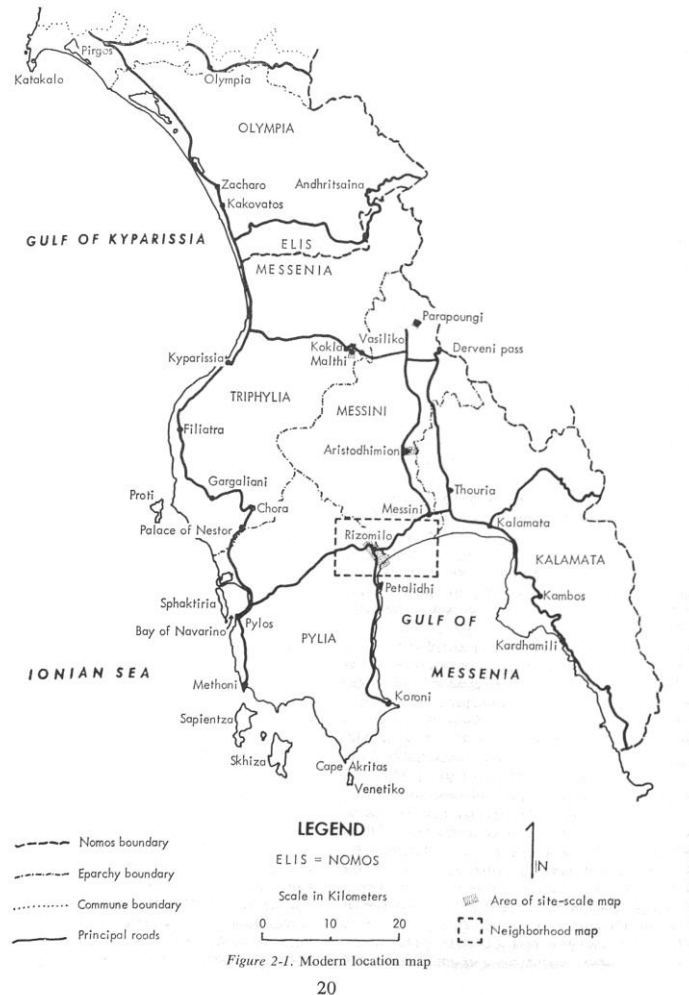 Pirgos
Katakalo
Olympia
OLYMPIA
Zacharo
Andhritsaina
Kakovatos
GULF OF KYPARISSIA
ELIS
MESSENIA
Parapoungi
Vasiliko
Kokla
Malthi
Derveni pass
Kyparissia
TRIPHYLIA
MESSINI
Filiatra
Aristodhimion
Gargaliani
Thouria
Proti
Chora
Messini
Kalamata
Palace of Nestor
Rizomilo
KALAMATA
Petalidhi
Kambos
Sphaktiria
Pylos
GULF OF
MESSENIA
Bay of Navarino
PYLIA
Kardhamili
IONIAN SEA
Methoni
Koroni
Sapientza
Skhiza
Cape Akritas
Venetiko
LEGEND
Nomos boundary
ELIS = NOMOS
N
Eparchy boundary
Scale in Kilometers
Area of site-scale map
Commune boundary
Neighborhood map
Principal roads
0 10 20
Figure 2-1. Modern location map
20